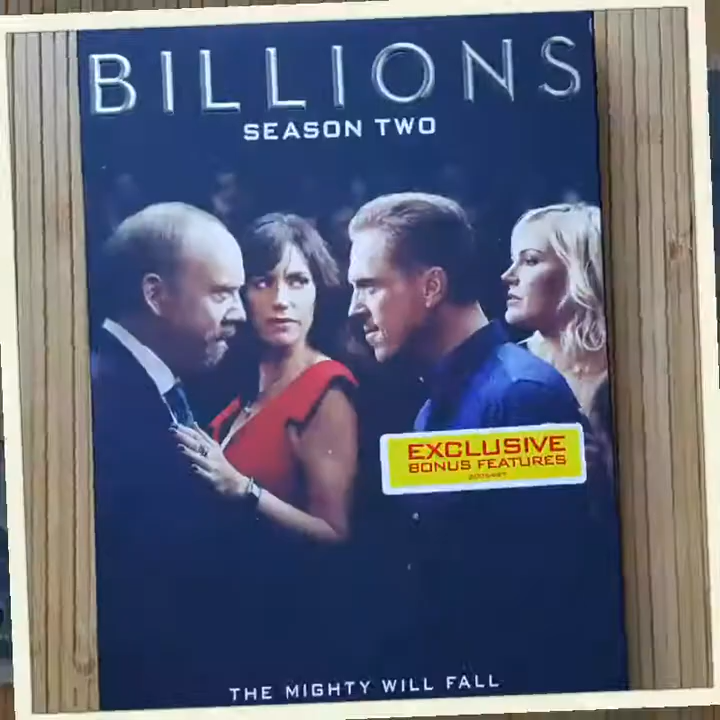 BILLIONS
SEASON TWO
EXCLUSIVE
BONUS FEATURES
THE MIGHTY WILL FALL